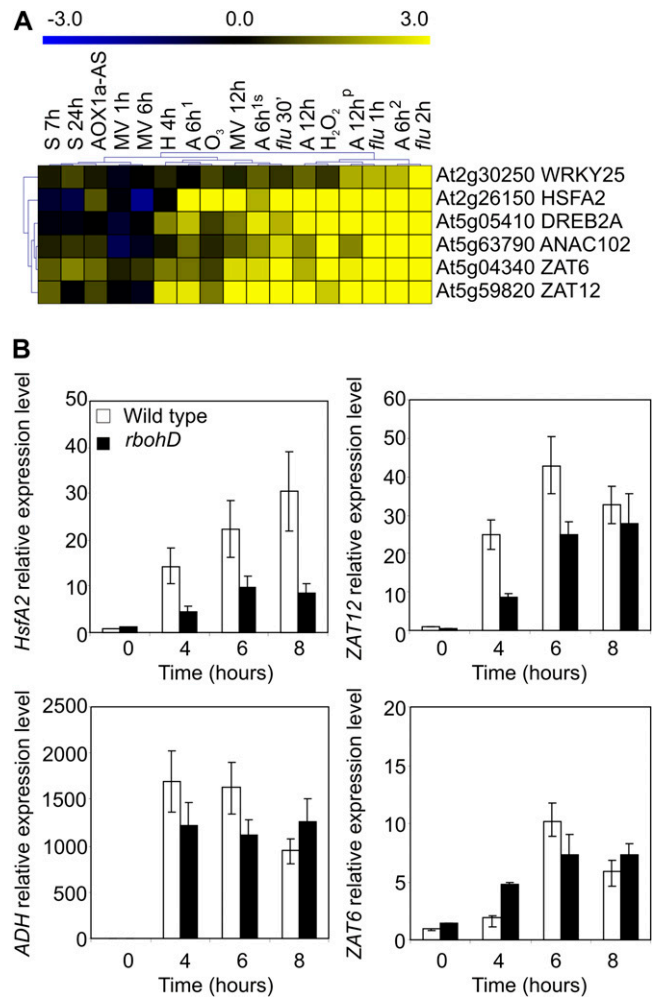 A
-3.0 0.0 3.0
S 7h
S 24h
AOX1a-AS
MV 1h
MV 6h
H 4h
A 6h¹
O₃
MV 12h
A 6h¹ˢ
flu 30'
A 12h
H₂O₂
A 12hᵖ
flu 1h
A 6h²
flu 2h
At2g30250 WRKY25
At2g26150 HSFA2
At5g05410 DREB2A
At5g63790 ANAC102
At5g04340 ZAT6
At5g59820 ZAT12
B
HsfA2 relative expression level
50
40
30
20
10
0
Wild type
rbohD
0 4 6 8
Time (hours)
ZAT12 relative expression level
60
50
40
30
20
10
0
0 4 6 8
Time (hours)
ADH relative expression level
2500
2000
1500
1000
500
0
0 4 6 8
Time (hours)
ZAT6 relative expression level
20
15
10
5
0
0 4 6 8
Time (hours)